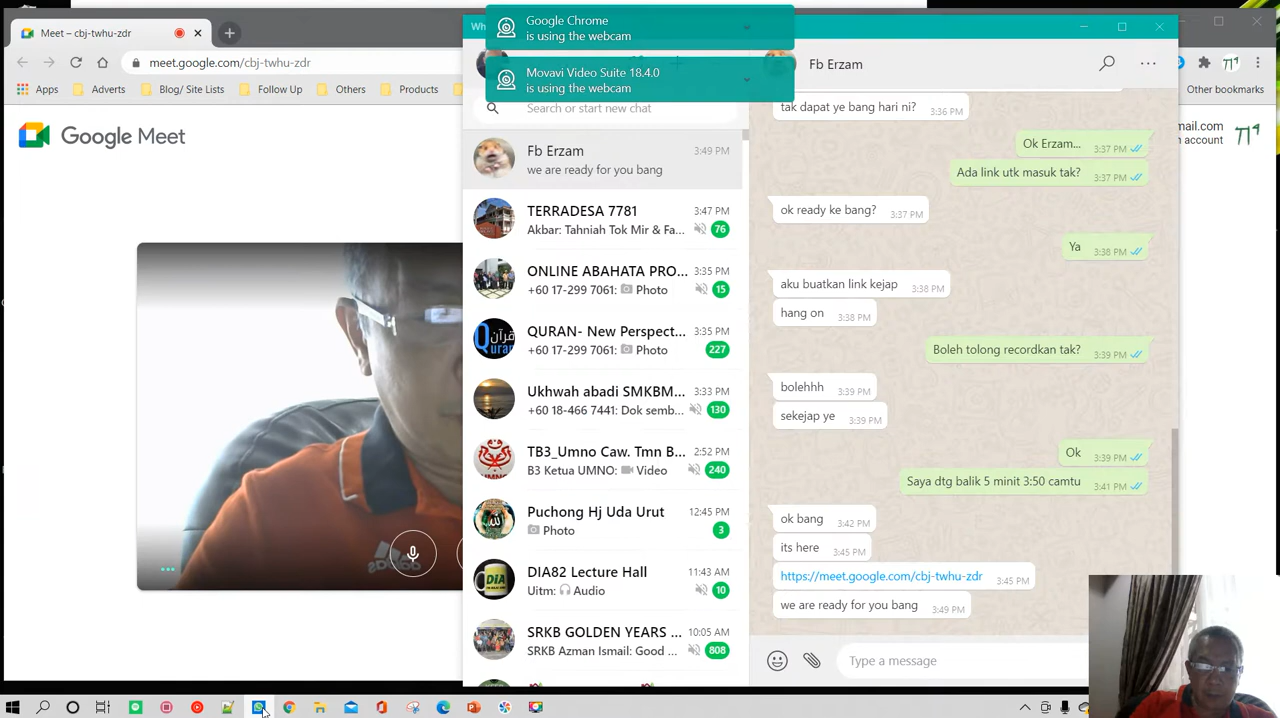 Meet – cbj-twhu-zdr
meet.google.com/cbj-twhu-zdr
Apps
Adverts
Blog/ Site Lists
Follow Up
Others
Products
Other bookmarks
Google Meet
mail.com
account
Wh
Google Chrome
is using the webcam
Movavi Video Suite 18.4.0
is using the webcam
Search or start new chat
Fb Erzam 3:49 PM
we are ready for you bang
TERRADESA 7781 3:47 PM
Akbar: Tahniah Tok Mir & Fa... 76
ONLINE ABAHATA PRO... 3:35 PM
+60 17-299 7061: Photo 15
QURAN- New Perspect... 3:35 PM
+60 17-299 7061: Photo 227
Ukhwah abadi SMKBM... 3:33 PM
+60 18-466 7441: Dok semb... 130
TB3_Umno Caw. Tmn B... 2:52 PM
B3 Ketua UMNO: Video 240
Puchong Hj Uda Urut 12:45 PM
Photo 3
DIA82 Lecture Hall 11:43 AM
Uitm: Audio 10
SRKB GOLDEN YEARS ... 10:05 AM
SRKB Azman Ismail: Good ... 808
Fb Erzam
tak dapat ye bang hari ni? 3:36 PM
Ok Erzam... 3:37 PM
Ada link utk masuk tak? 3:37 PM
ok ready ke bang? 3:37 PM
Ya 3:38 PM
aku buatkan link kejap 3:38 PM
hang on 3:38 PM
Boleh tolong recordkan tak? 3:39 PM
bolehhh 3:39 PM
sekejap ye 3:39 PM
Ok 3:39 PM
Saya dtg balik 5 minit 3:50 camtu 3:41 PM
ok bang 3:42 PM
its here 3:45 PM
https://meet.google.com/cbj-twhu-zdr 3:45 PM
we are ready for you bang 3:49 PM
Type a message